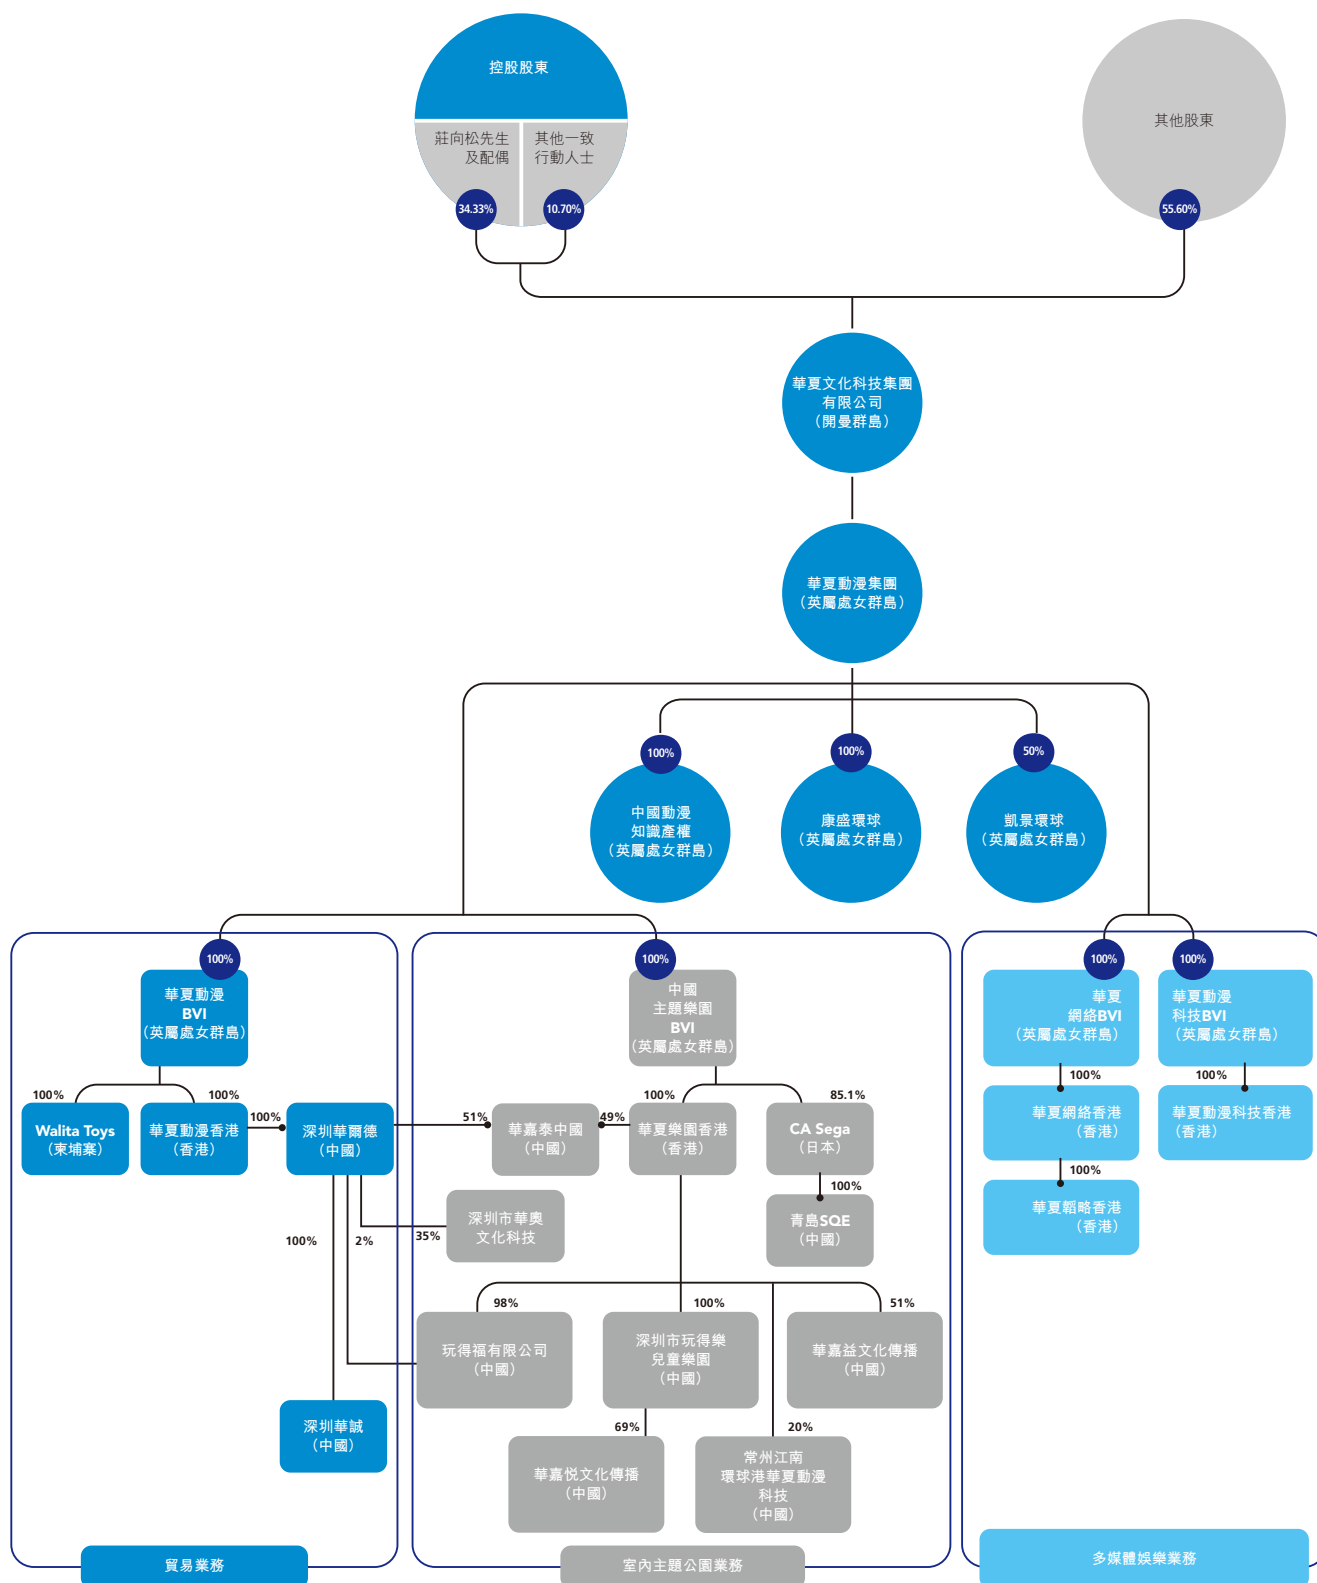 控股股東
莊向松先生
及配偶
其他一致
行動人士
34.33%
10.70%
其他股東
55.60%
華夏文化科技集團
有限公司
（開曼群島）
華夏動漫集團
（英屬處女群島）
100%
中國動漫
知識產權
（英屬處女群島）
100%
康盛環球
（英屬處女群島）
50%
凱景環球
（英屬處女群島）
100%
華夏動漫
BVI
（英屬處女群島）
100%
中國
主題樂園
BVI
（英屬處女群島）
100%
華夏
網絡BVI
（英屬處女群島）
100%
華夏動漫
科技BVI
（英屬處女群島）
100%
Walita Toys
（柬埔寨）
100%
華夏動漫香港
（香港）
100%
深圳華爾德
（中國）
51%
華嘉泰中國
（中國）
49%
100%
華夏樂園香港
（香港）
85.1%
CA Sega
（日本）
100%
華夏網絡香港
（香港）
100%
華夏動漫科技香港
（香港）
100%
2%
35%
深圳市華奧
文化科技
100%
青島SQE
（中國）
100%
華夏韜略香港
（香港）
98%
玩得福有限公司
（中國）
100%
深圳市玩得樂
兒童樂園
（中國）
51%
華嘉益文化傳播
（中國）
深圳華誠
（中國）
69%
華嘉悅文化傳播
（中國）
20%
常州江南
環球港華夏動漫
科技
（中國）
貿易業務
室內主題公園業務
多媒體娛樂業務